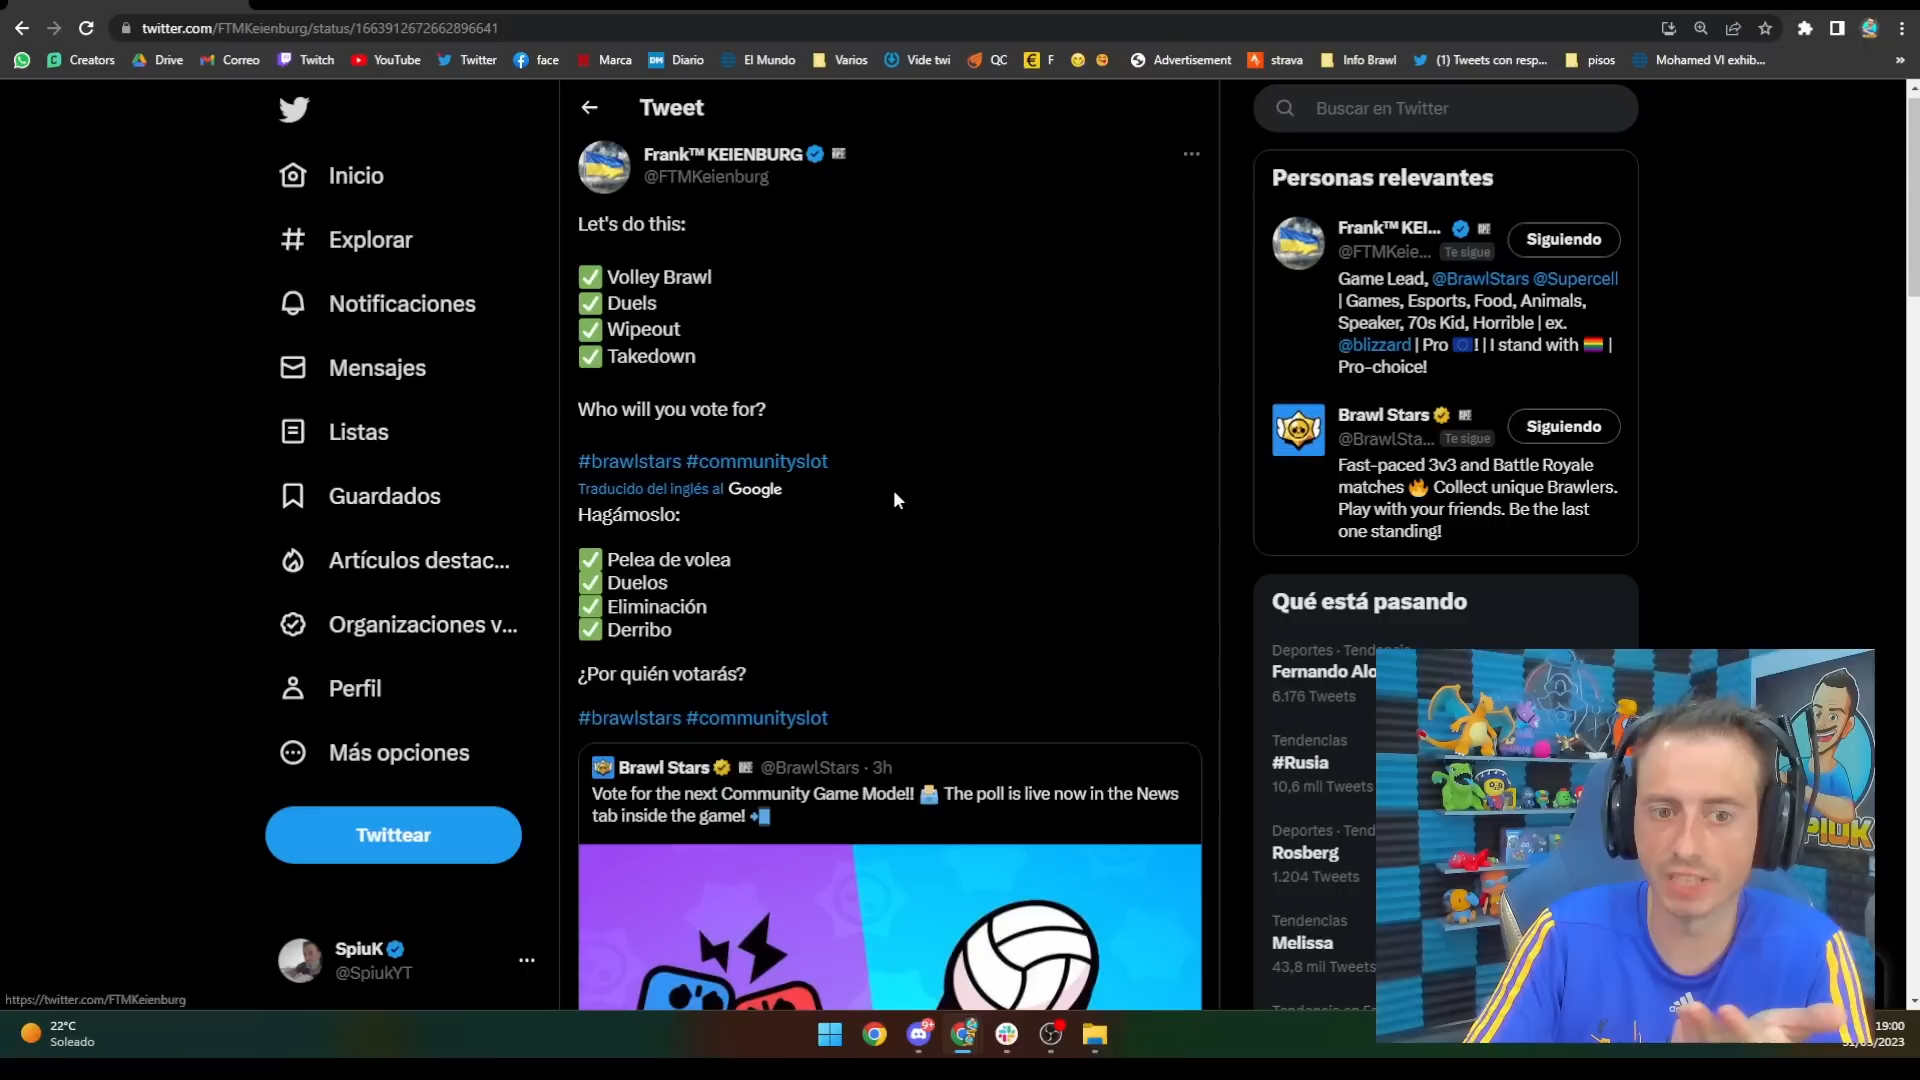 twitter.com/FTMKeienburg/status/1663912672662896641
Creators Drive Correo Twitch YouTube Twitter face Marca Diario El Mundo Varios Vide twi QC F Advertisement strava Info Brawl (1) Tweets con resp... pisos Mohamed VI exhib... »
Inicio
Explorar
Notificaciones
Mensajes
Listas
Guardados
Artículos destac...
Organizaciones v...
Perfil
Más opciones
Twittear
SpiuK
@SpiukYT
https://twitter.com/FTMKeienburg
Tweet
Frank™ KEIENBURG
@FTMKeienburg
Let's do this:
✅ Volley Brawl
✅ Duels
✅ Wipeout
✅ Takedown
Who will you vote for?
#brawlstars #communityslot
Traducido del inglés al Google
Hagámoslo:
✅ Pelea de volea
✅ Duelos
✅ Eliminación
✅ Derribo
¿Por quién votarás?
#brawlstars #communityslot
Brawl Stars @BrawlStars · 3h
Vote for the next Community Game Mode!! 🗳️ The poll is live now in the News
tab inside the game! 📲
Buscar en Twitter
Personas relevantes
Frank™ KEI...
@FTMKeie... Te sigue
Siguiendo
Game Lead, @BrawlStars @Supercell
| Games, Esports, Food, Animals,
Speaker, 70s Kid, Horrible | ex.
@blizzard | Pro 🇪🇺! | I stand with 🏳️‍🌈 |
Pro-choice!
Brawl Stars
@BrawlSta... Te sigue
Siguiendo
Fast-paced 3v3 and Battle Royale
matches 🔥 Collect unique Brawlers.
Play with your friends. Be the last
one standing!
Qué está pasando
Deportes · Tendencias
Fernando Alo
6.176 Tweets
Tendencias
#Rusia
10,6 mil Tweets
Deportes · Tend
Rosberg
1.204 Tweets
Tendencias
Melissa
43,8 mil Tweets
PIUK
22°C
Soleado
9+
19:00